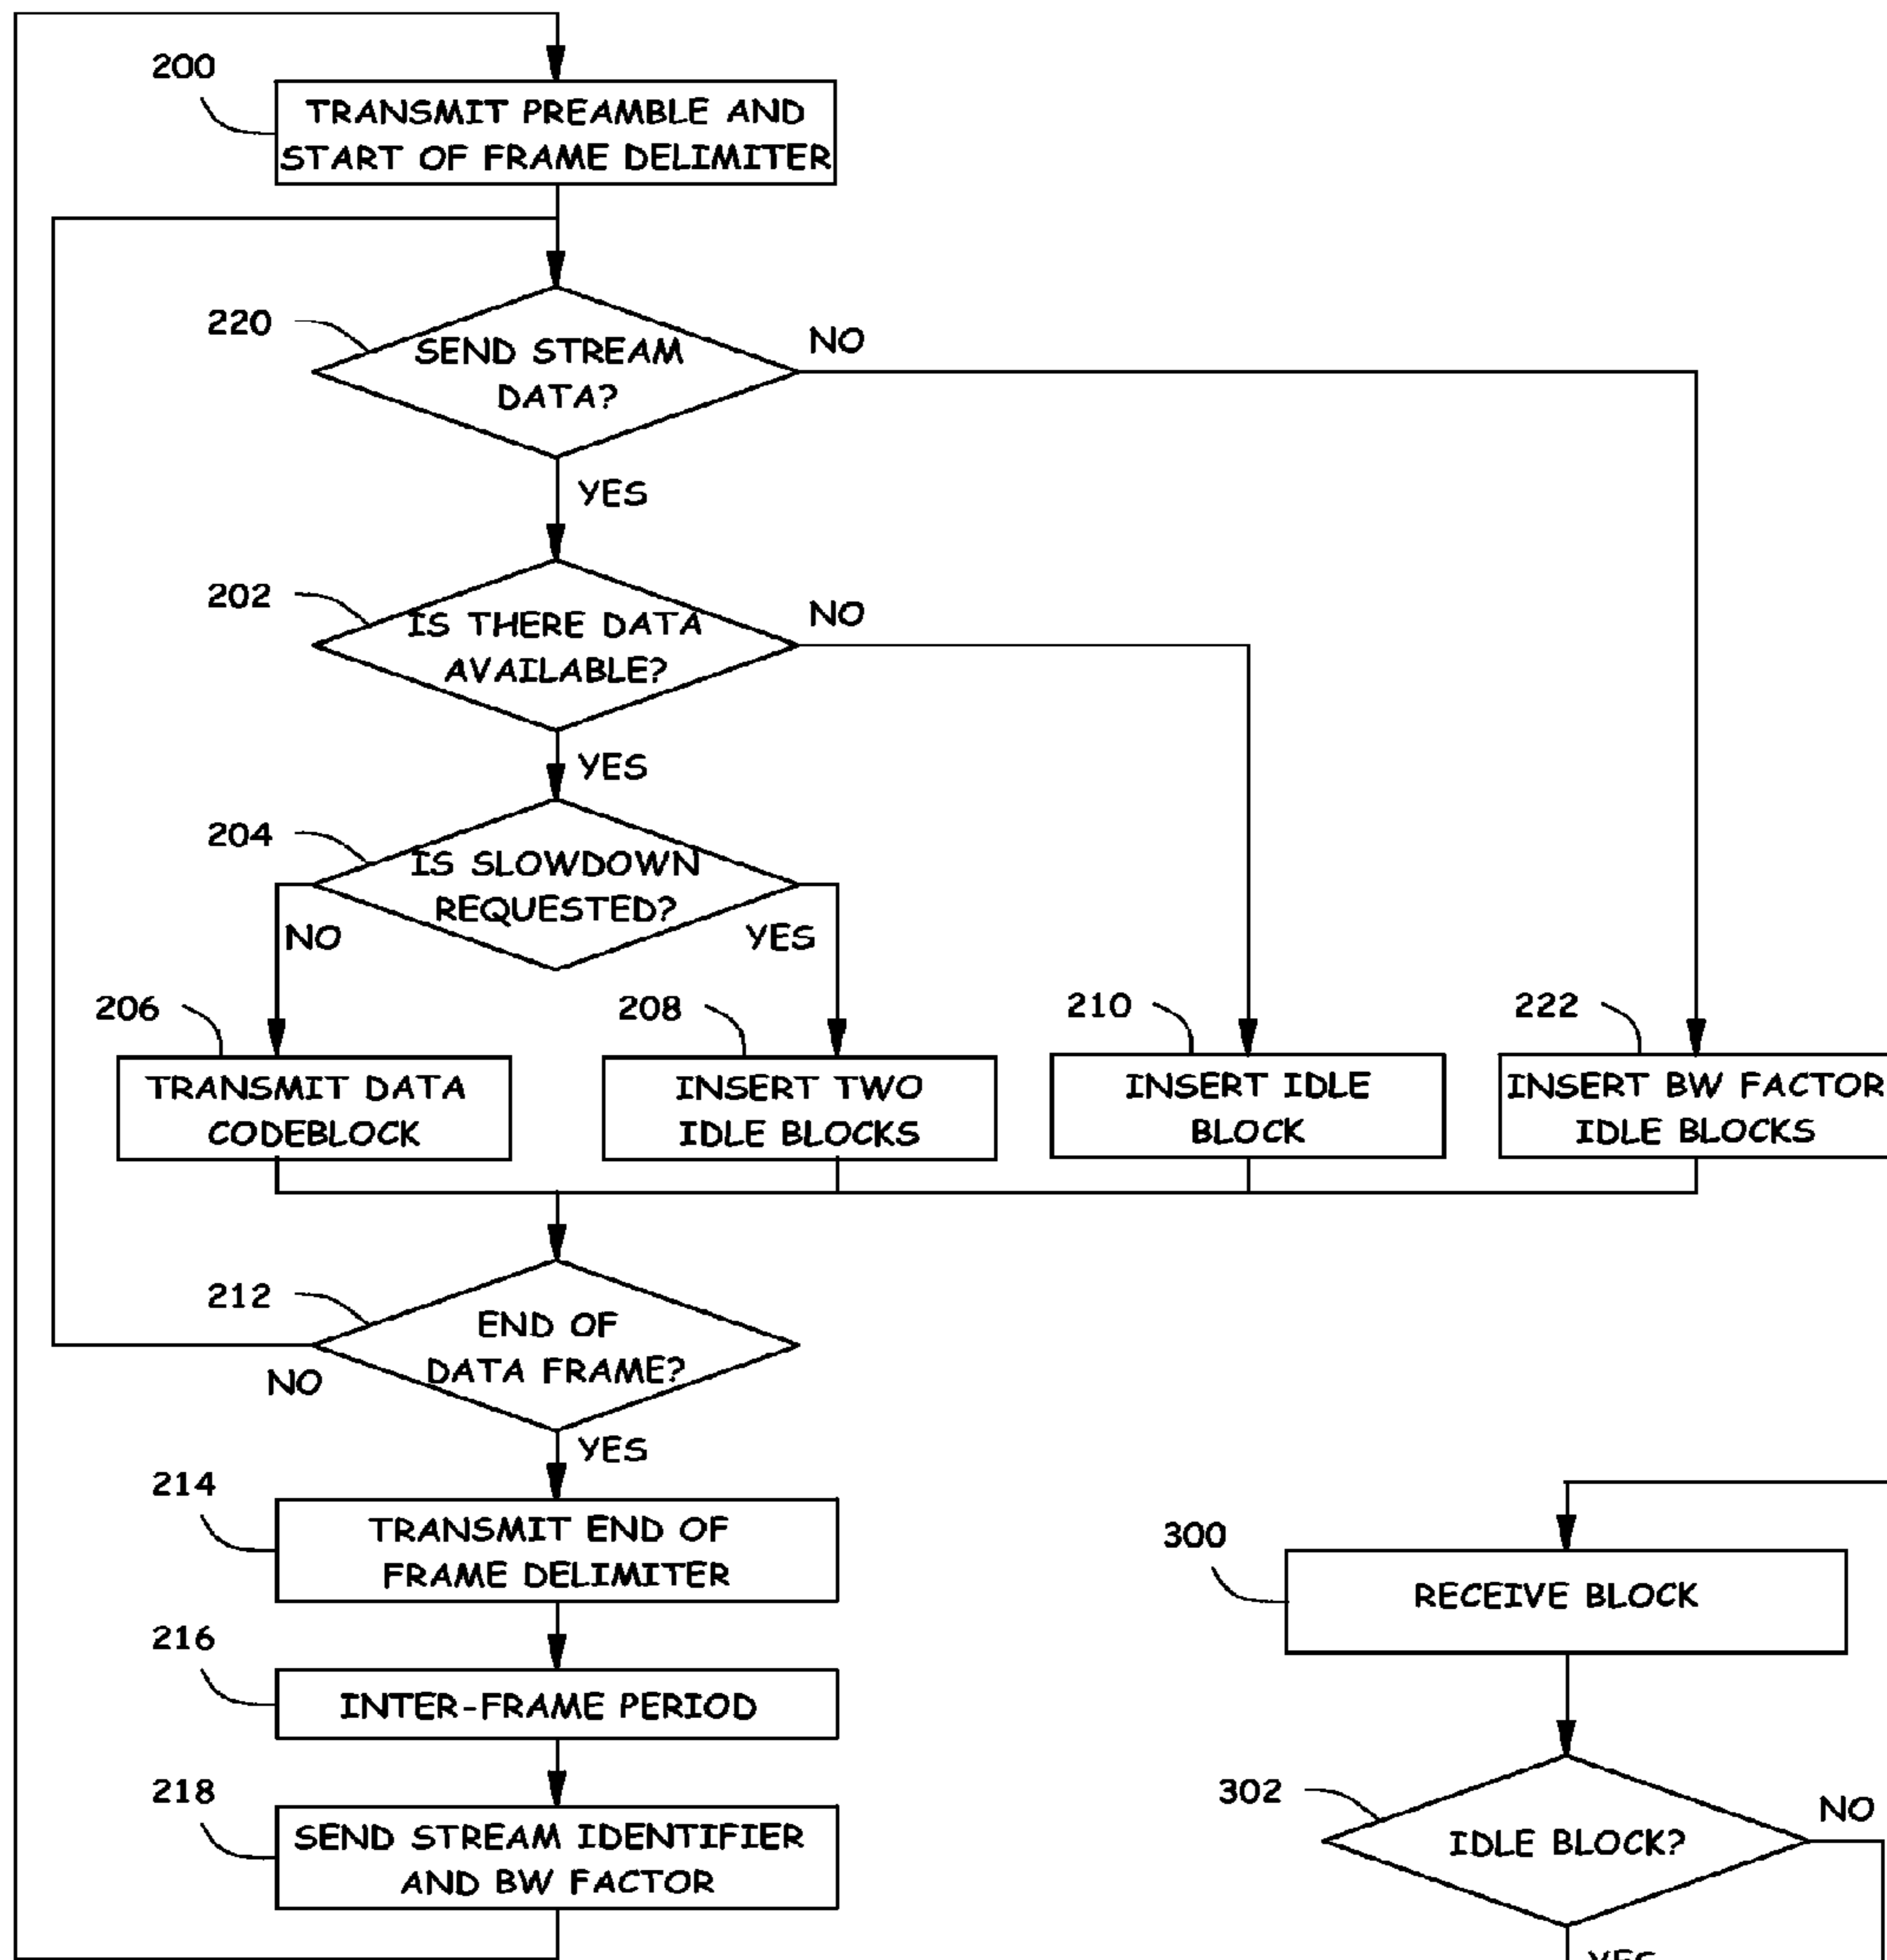 200
TRANSMIT PREAMBLE AND
START OF FRAME DELIMITER
220
SEND STREAM
DATA?
NO
YES
202
IS THERE DATA
AVAILABLE?
NO
YES
204
IS SLOWDOWN
REQUESTED?
NO
YES
206
TRANSMIT DATA
CODEBLOCK
208
INSERT TWO
IDLE BLOCKS
210
INSERT IDLE
BLOCK
222
INSERT BW FACTOR
IDLE BLOCKS
212
END OF
DATA FRAME?
NO
YES
214
TRANSMIT END OF
FRAME DELIMITER
216
INTER-FRAME PERIOD
218
SEND STREAM IDENTIFIER
AND BW FACTOR
300
RECEIVE BLOCK
302
IDLE BLOCK?
NO
YES